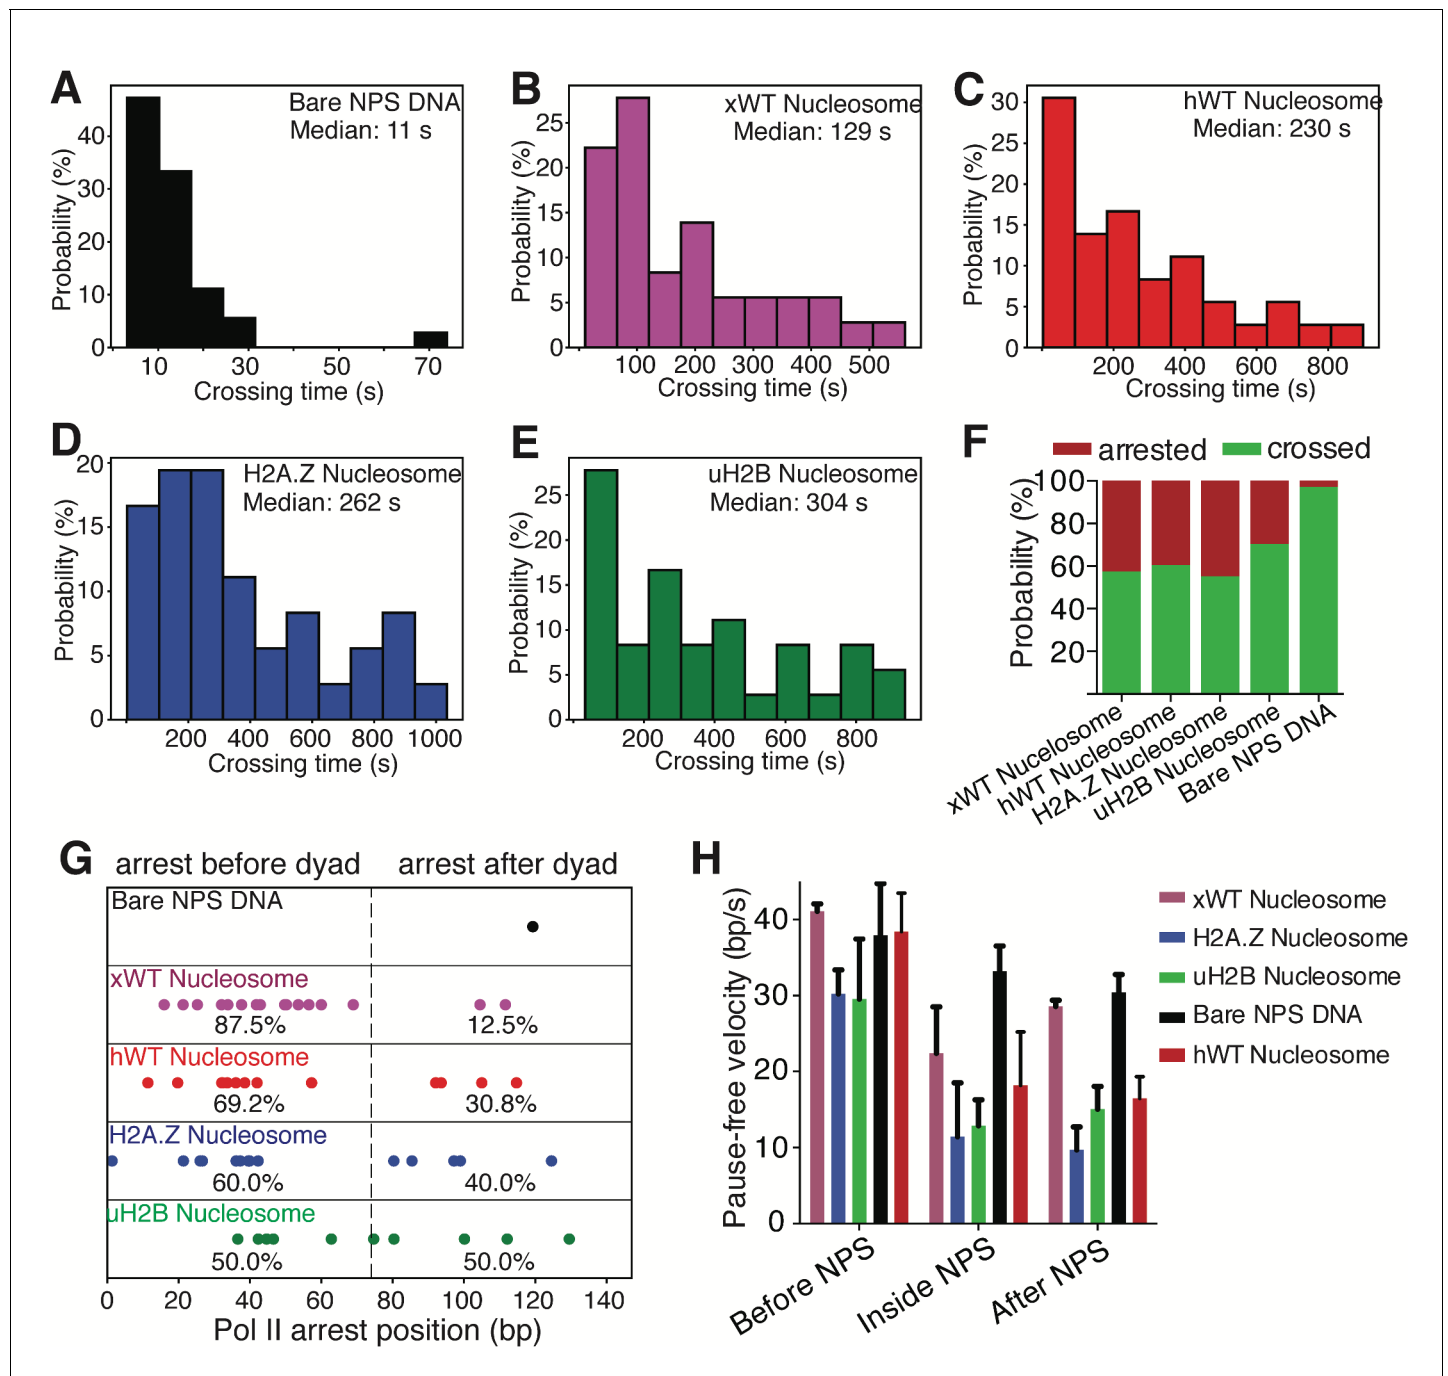 A
Bare NPS DNA
Median: 11 s
Probability (%)
40
30
20
10
0
10 30 50 70
Crossing time (s)
B
xWT Nucleosome
Median: 129 s
Probability (%)
25
20
15
10
5
0
100 200 300 400 500
Crossing time (s)
C
hWT Nucleosome
Median: 230 s
Probability (%)
30
25
20
15
10
5
0
200 400 600 800
Crossing time (s)
D
H2A.Z Nucleosome
Median: 262 s
Probability (%)
20
15
10
5
0
200 400 600 800 1000
Crossing time (s)
E
uH2B Nucleosome
Median: 304 s
Probability (%)
25
20
15
10
5
0
200 400 600 800
Crossing time (s)
F
arrested crossed
Probability (%)
100
80
60
40
20
xWT Nucelosome
hWT Nucleosome
H2A.Z Nucleosome
uH2B Nucleosome
Bare NPS DNA
G
arrest before dyad arrest after dyad
Bare NPS DNA
xWT Nucleosome
87.5% 12.5%
hWT Nucleosome
69.2% 30.8%
H2A.Z Nucleosome
60.0% 40.0%
uH2B Nucleosome
50.0% 50.0%
0 20 40 60 80 100 120 140
Pol II arrest position (bp)
H
Pause-free velocity (bp/s)
40
30
20
10
0
Before NPS
Inside NPS
After NPS
xWT Nucleosome
H2A.Z Nucleosome
uH2B Nucleosome
Bare NPS DNA
hWT Nucleosome